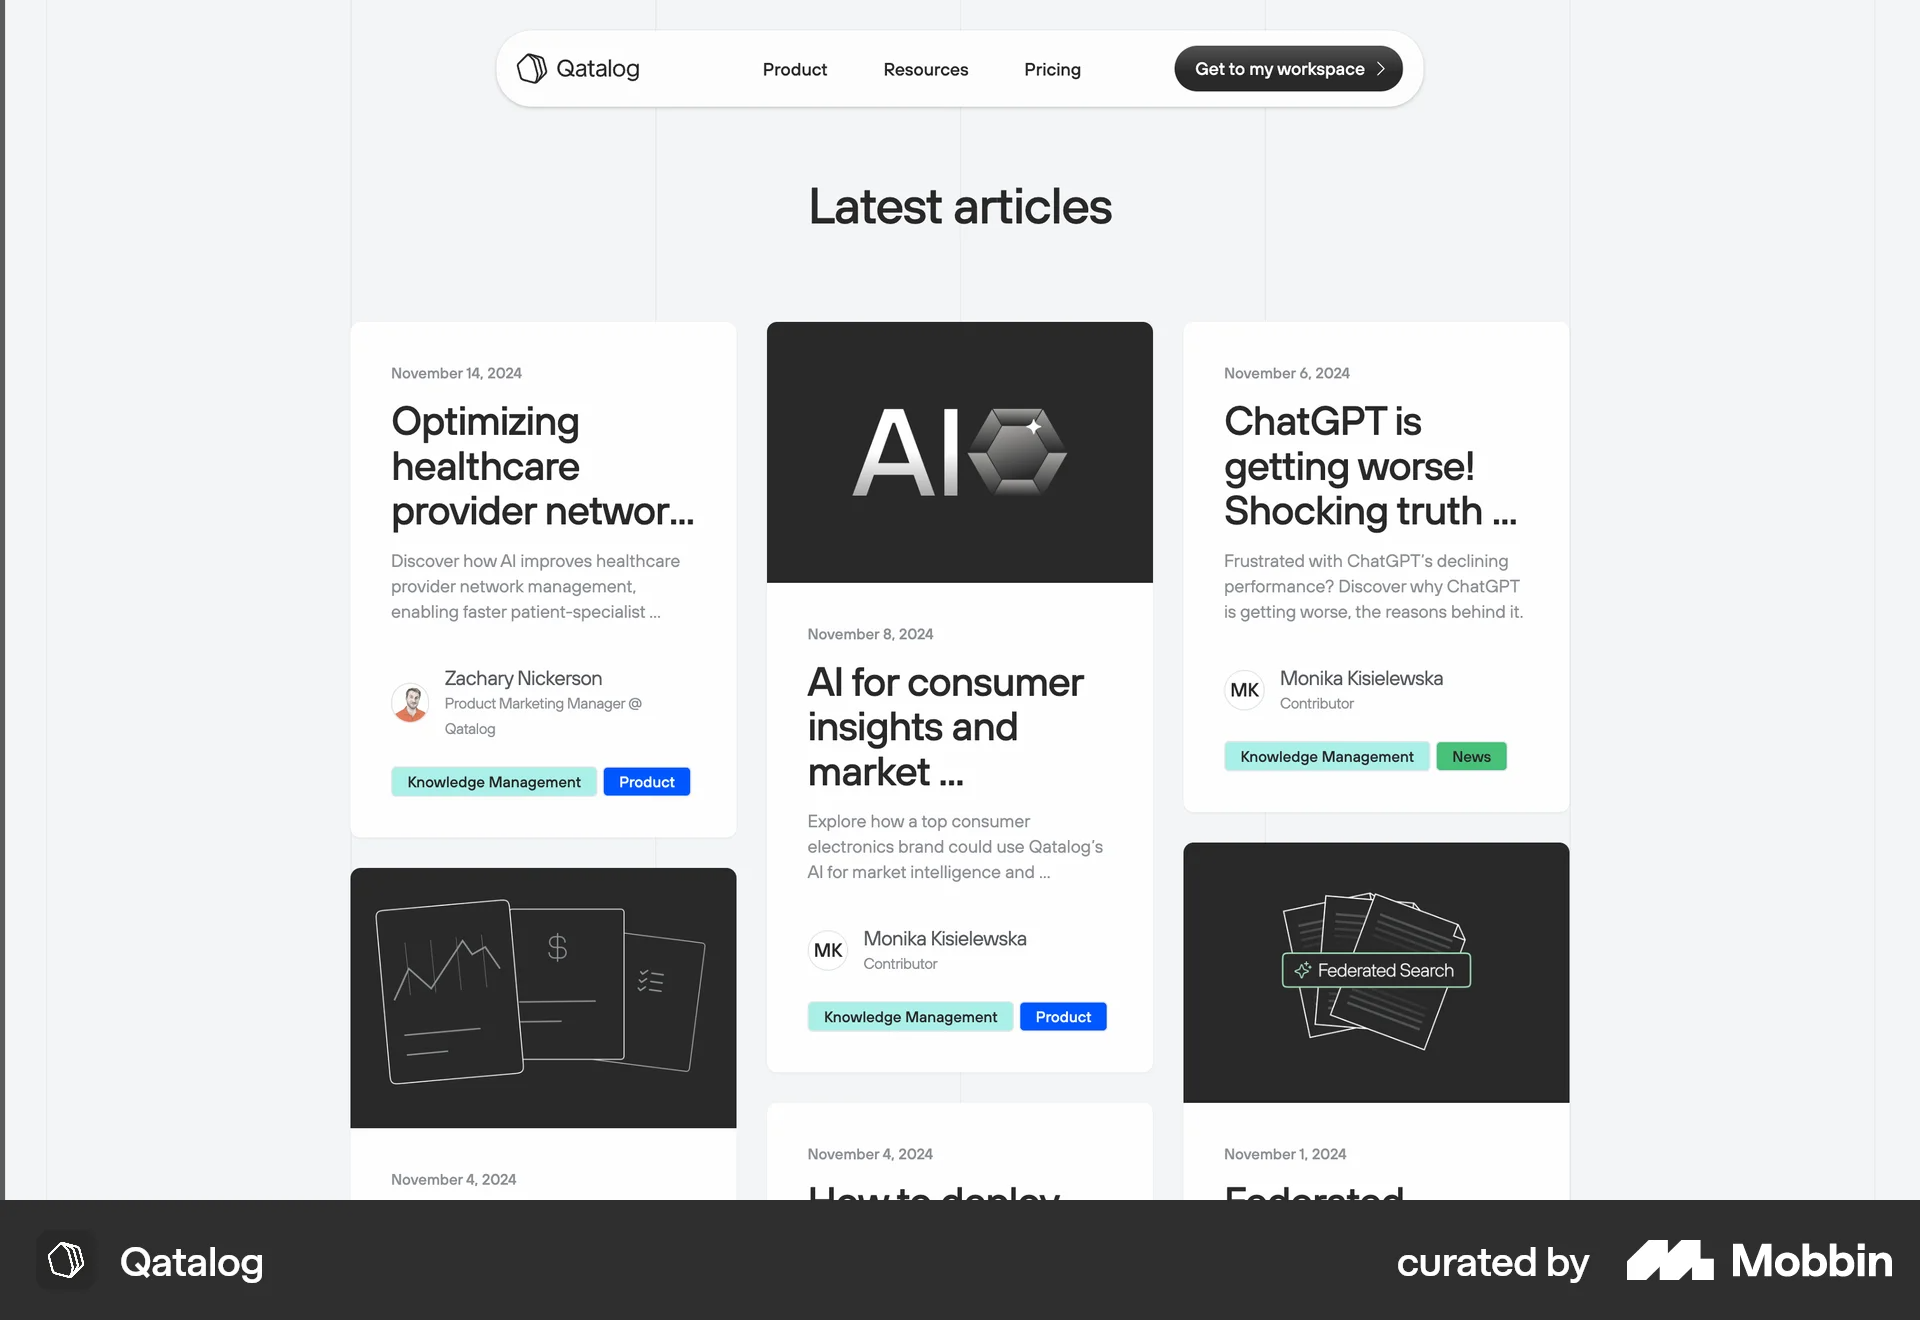 Qatalog
Product
Resources
Pricing
Get to my workspace
Latest articles
November 14, 2024
Optimizing
healthcare
provider networ...
Discover how AI improves healthcare
provider network management,
enabling faster patient-specialist ...
Zachary Nickerson
Product Marketing Manager @
Qatalog
Knowledge Management
Product
AI
November 8, 2024
AI for consumer
insights and
market ...
Explore how a top consumer
electronics brand could use Qatalog's
AI for market intelligence and ...
MK
Monika Kisielewska
Contributor
Knowledge Management
Product
November 6, 2024
ChatGPT is
getting worse!
Shocking truth ...
Frustrated with ChatGPT's declining
performance? Discover why ChatGPT
is getting worse, the reasons behind it.
MK
Monika Kisielewska
Contributor
Knowledge Management
News
$
November 4, 2024
November 4, 2024
How to deploy
Federated Search
November 1, 2024
Federated
Qatalog
curated by
Mobbin